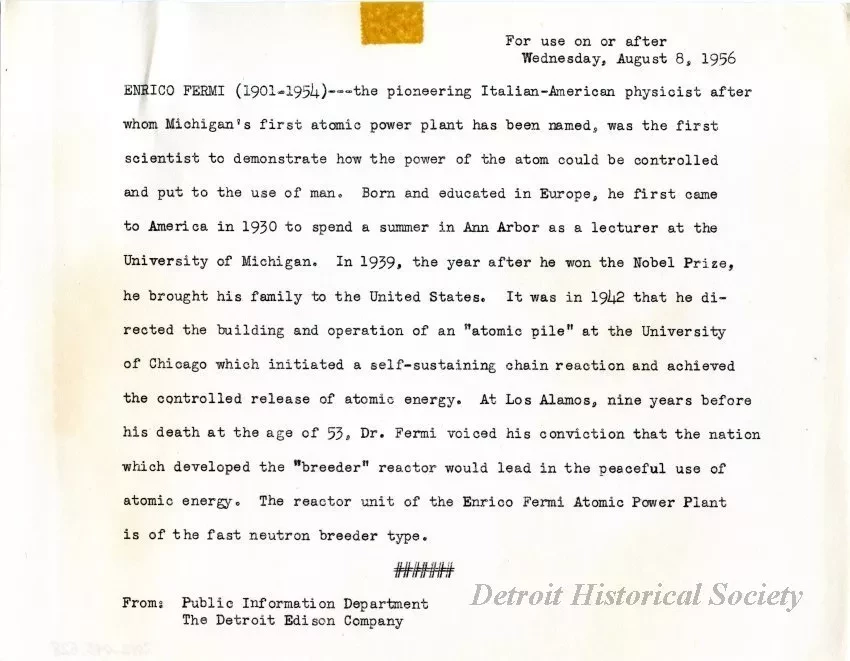 For use on or after
Wednesday, August 8, 1956
ENRICO FERMI (1901-1954)---the pioneering Italian-American physicist after
whom Michigan's first atomic power plant has been named, was the first
scientist to demonstrate how the power of the atom could be controlled
and put to the use of man. Born and educated in Europe, he first came
to America in 1930 to spend a summer in Ann Arbor as a lecturer at the
University of Michigan. In 1939, the year after he won the Nobel Prize,
he brought his family to the United States. It was in 1942 that he di-
rected the building and operation of an "atomic pile" at the University
of Chicago which initiated a self-sustaining chain reaction and achieved
the controlled release of atomic energy. At Los Alamos, nine years before
his death at the age of 53, Dr. Fermi voiced his conviction that the nation
which developed the "breeder" reactor would lead in the peaceful use of
atomic energy. The reactor unit of the Enrico Fermi Atomic Power Plant
is of the fast neutron breeder type.
#######
From: Public Information Department
The Detroit Edison Company
Detroit Historical Society